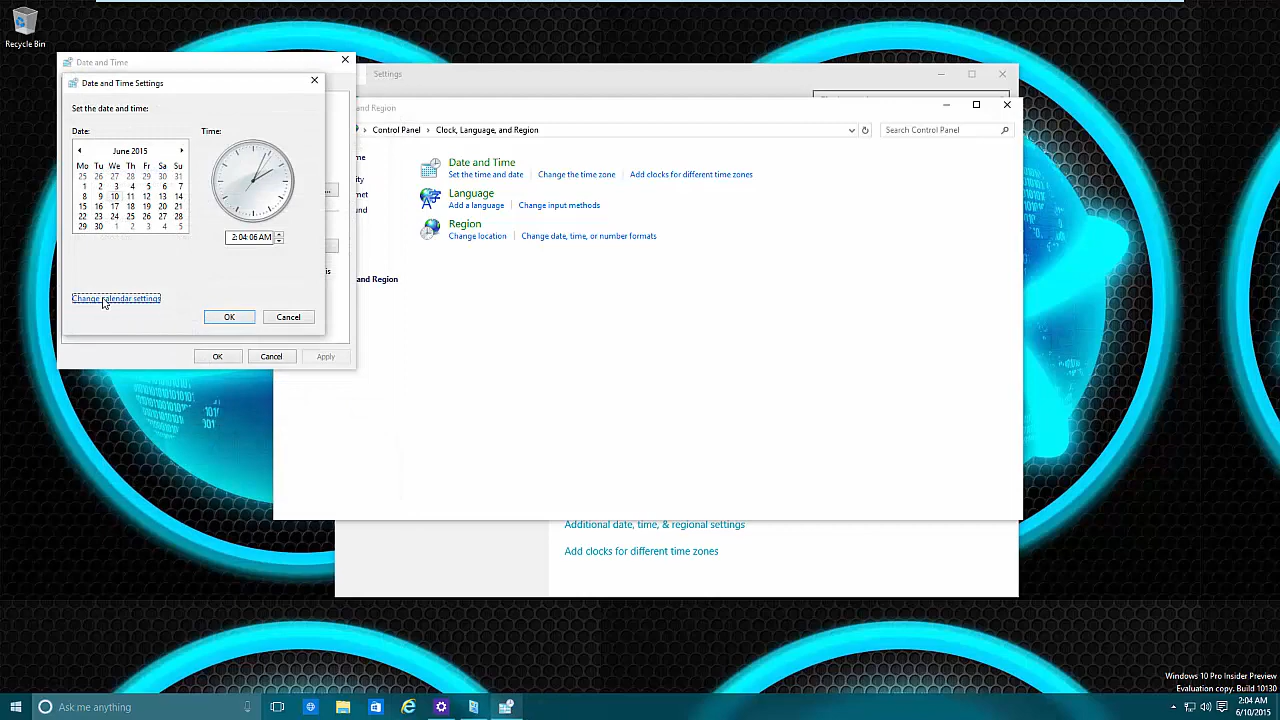 Recycle Bin
Date and Time
Date and Time Settings
Set the date and time:
Date:
Time:
June 2015
Mo Tu We Th Fr Sa Su
25 26 27 28 29 30 31
1 2 3 4 5 6 7
8 9 10 11 12 13 14
15 16 17 18 19 20 21
22 23 24 25 26 27 28
29 30 1 2 3 4 5
2:04:06 AM
Change calendar settings
OK Cancel
OK Cancel Apply
Settings
and Region
Control Panel Clock, Language, and Region
Search Control Panel
Date and Time
Set the time and date Change the time zone Add clocks for different time zones
Language
Add a language Change input methods
Region
Change location Change date, time, or number formats
and Region
Additional date, time, & regional settings
Add clocks for different time zones
Windows 10 Pro Insider Preview
Evaluation copy. Build 10130
Ask me anything
2:04 AM
6/10/2015